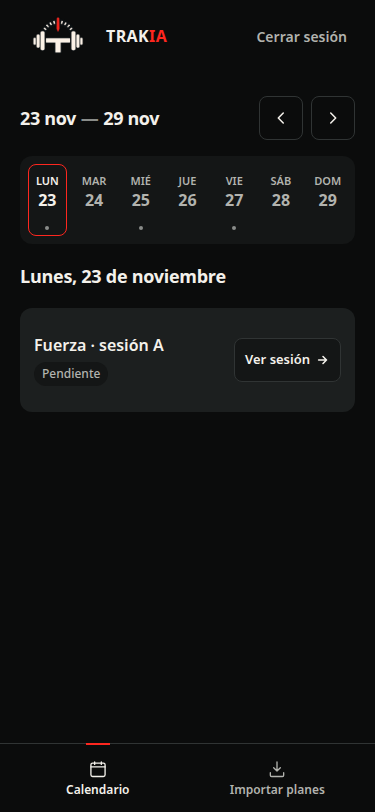 TRAKIA
Cerrar sesión
23 nov — 29 nov
LUN MAR MIÉ JUE VIE SÁB DOM
23 24 25 26 27 28 29
Lunes, 23 de noviembre
Fuerza · sesión A
Pendiente
Ver sesión →
Calendario
Importar planes